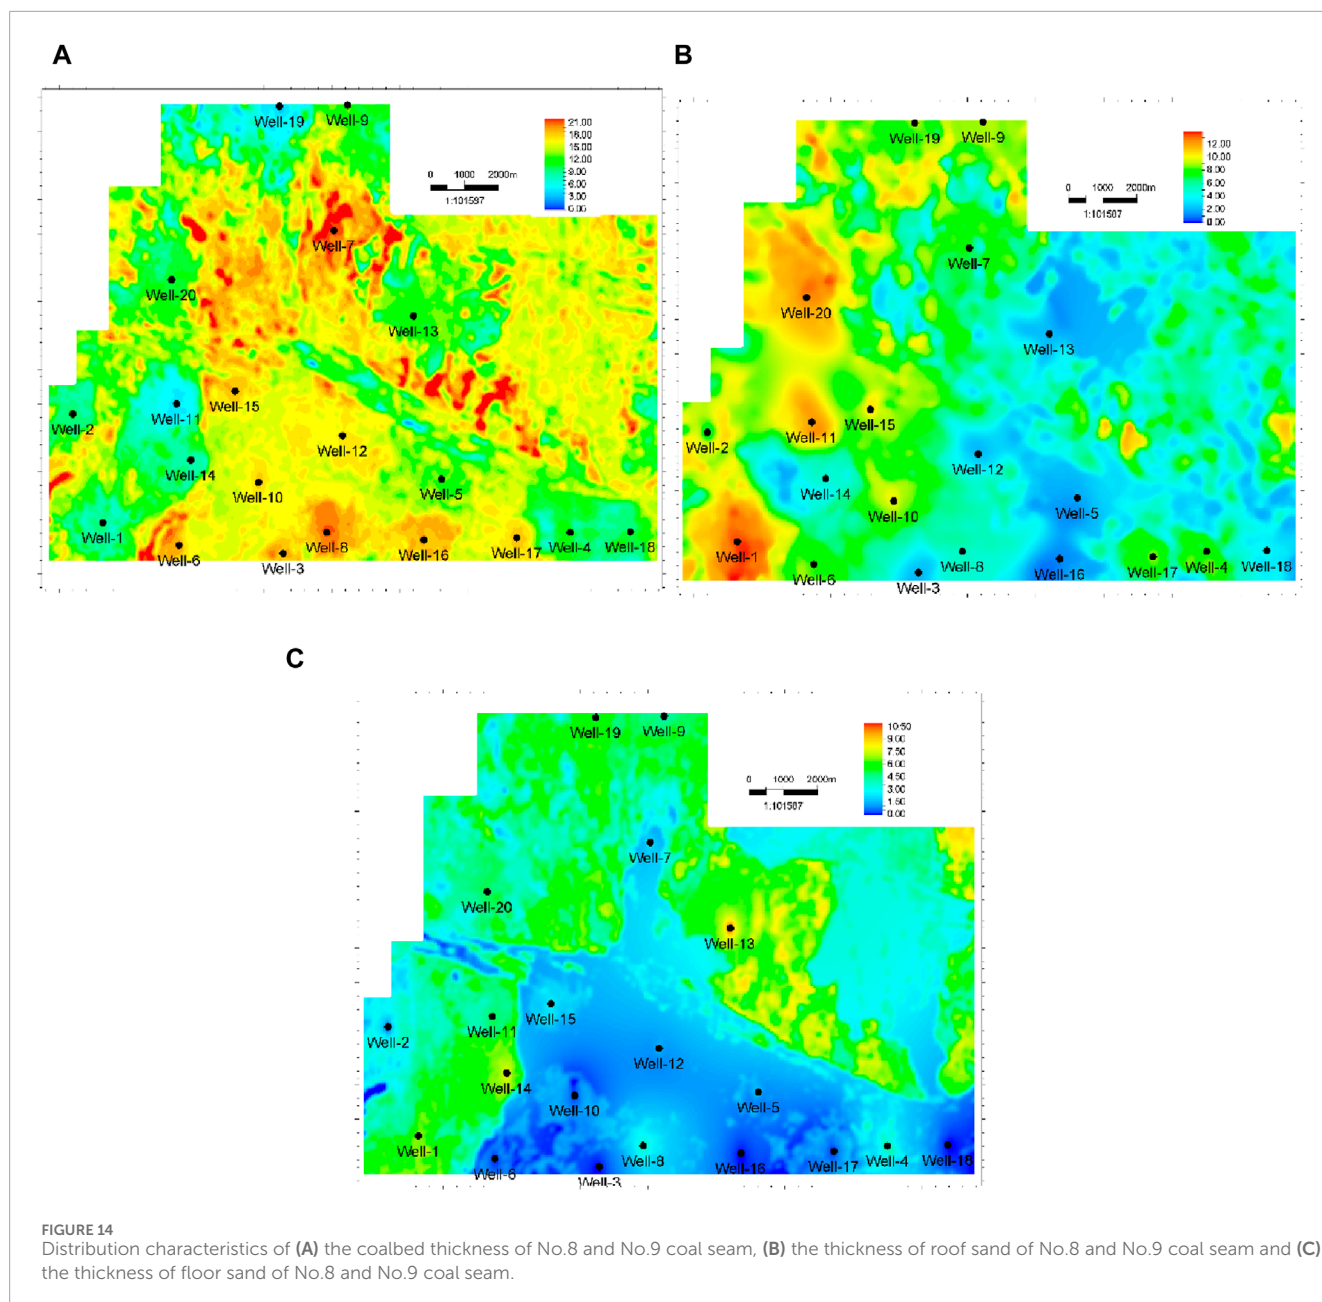 A
Well-19
Well-9
21.00
18.00
12.00
9.00
6.00
3.00
0.00
0 1000 2000m
1:101597
Well-7
Well-20
Well-13
Well-15
Well-11
Well-2
Well-12
Well-14
Well-10
Well-5
Well-1
Well-6
Well-8
Well-3
Well-16
Well-17
Well-4
Well-18
B
Well-19
Well-9
12.00
10.00
8.00
6.00
4.00
2.00
0.00
0 1000 2000m
1:101507
Well-7
Well-20
Well-13
Well-15
Well-11
Well-2
Well-12
Well-14
Well-10
Well-5
Well-1
Well-6
Well-8
Well-3
Well-16
Well-17
Well-4
Well-18
C
Well-19
Well-9
10.50
9.00
7.50
6.00
4.50
3.00
1.50
0.00
0 1000 2000m
1:101507
Well-7
Well-20
Well-13
Well-15
Well-11
Well-2
Well-12
Well-14
Well-10
Well-5
Well-1
Well-6
Well-8
Well-3
Well-16
Well-17
Well-4
Well-18
FIGURE 14
Distribution characteristics of (A) the coalbed thickness of No.8 and No.9 coal seam, (B) the thickness of roof sand of No.8 and No.9 coal seam and (C)
the thickness of floor sand of No.8 and No.9 coal seam.